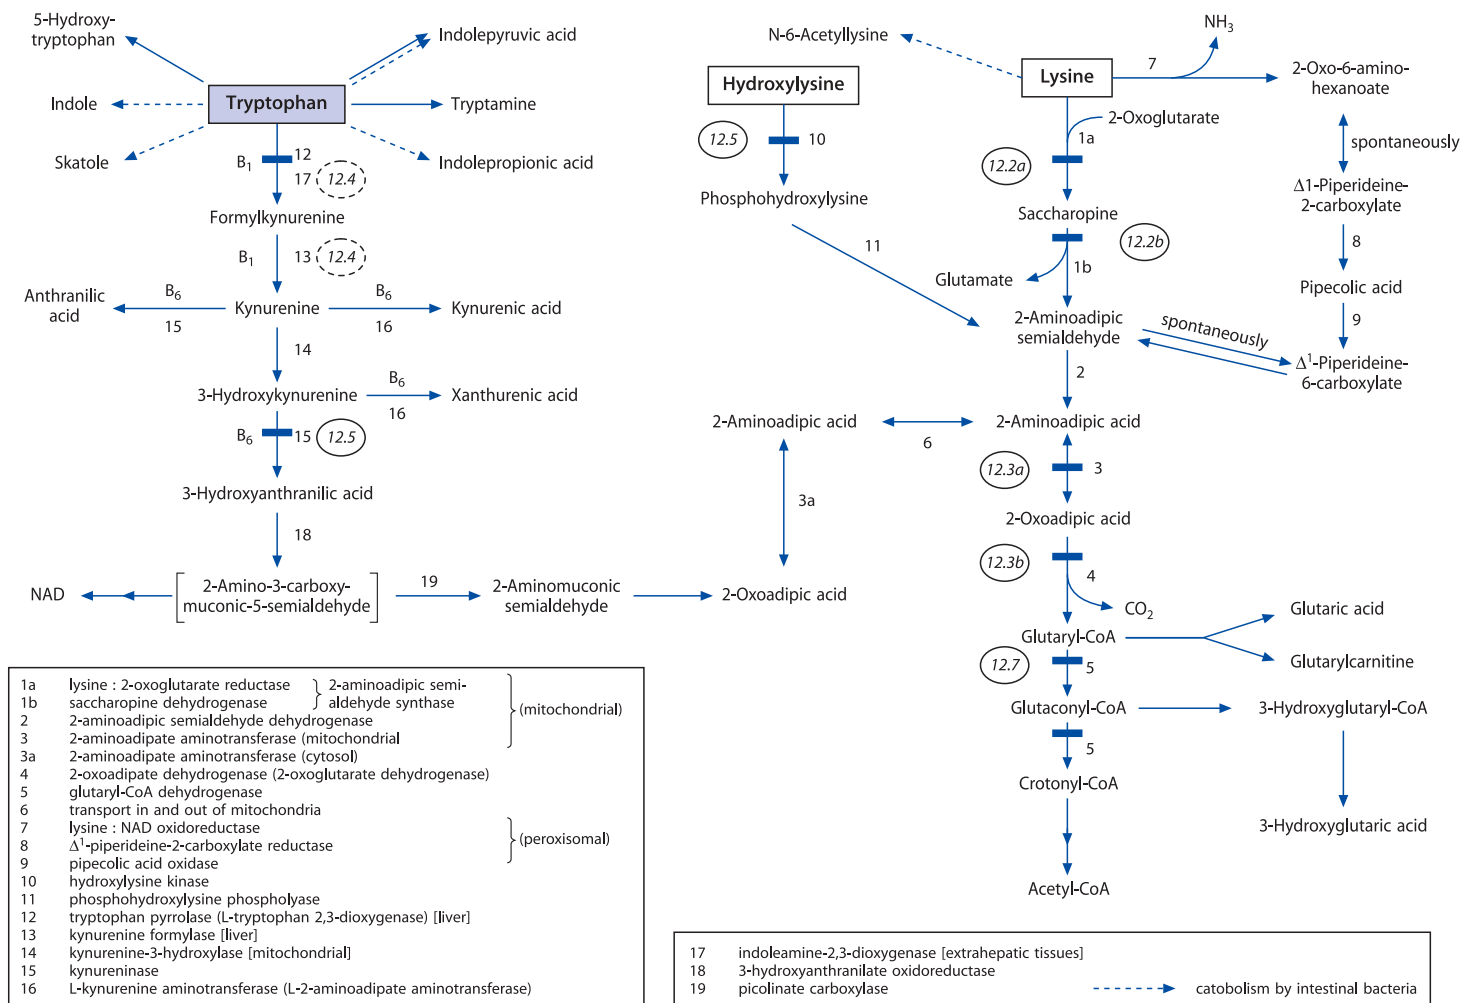 5-Hydroxy-
tryptophan
Indolepyruvic acid
Indole
Tryptophan
Tryptamine
Skatole
Indolepropionic acid
B1
12
17
12.4
Formylkynurenine
B1
13
12.4
Anthranilic
acid
B6
15
Kynurenine
B6
16
Kynurenic acid
14
3-Hydroxykynurenine
B6
16
Xanthurenic acid
B6
15
12.5
3-Hydroxyanthranilic acid
18
NAD
2-Amino-3-carboxy-
muconic-5-semialdehyde
19
2-Aminomuconic
semialdehyde
2-Oxoadipic acid
3a
2-Aminoadipic acid
6
N-6-Acetyllysine
Hydroxylysine
12.5
10
Phosphohydroxylysine
11
Lysine
7
NH3
2-Oxo-6-amino-
hexanoate
1a
2-Oxoglutarate
12.2a
Saccharopine
12.2b
1b
Glutamate
2-Aminoadipic
semialdehyde
spontaneously
spontaneously
Δ1-Piperideine-
2-carboxylate
8
Pipecolic acid
9
Δ1-Piperideine-
6-carboxylate
2
2-Aminoadipic acid
12.3a
3
2-Oxoadipic acid
12.3b
4
CO2
Glutaryl-CoA
Glutaric acid
Glutarylcarnitine
12.7
5
Glutaconyl-CoA
3-Hydroxyglutaryl-CoA
5
Crotonyl-CoA
3-Hydroxyglutaric acid
Acetyl-CoA
1a lysine : 2-oxoglutarate reductase
1b saccharopine dehydrogenase
2-aminoadipic semi-
aldehyde synthase
2 2-aminoadipic semialdehyde dehydrogenase
3 2-aminoadipate aminotransferase (mitochondrial
(mitochondrial)
3a 2-aminoadipate aminotransferase (cytosol)
4 2-oxoadipate dehydrogenase (2-oxoglutarate dehydrogenase)
5 glutaryl-CoA dehydrogenase
6 transport in and out of mitochondria
7 lysine : NAD oxidoreductase
8 Δ1-piperideine-2-carboxylate reductase
9 pipecolic acid oxidase
(peroxisomal)
10 hydroxylysine kinase
11 phosphohydroxylysine phospholyase
12 tryptophan pyrrolase (L-tryptophan 2,3-dioxygenase) [liver]
13 kynurenine formylase [liver]
14 kynurenine-3-hydroxylase [mitochondrial]
15 kynureninase
16 L-kynurenine aminotransferase (L-2-aminoadipate aminotransferase)
17 indoleamine-2,3-dioxygenase [extrahepatic tissues]
18 3-hydroxyanthranilate oxidoreductase
19 picolinate carboxylase
catobolism by intestinal bacteria